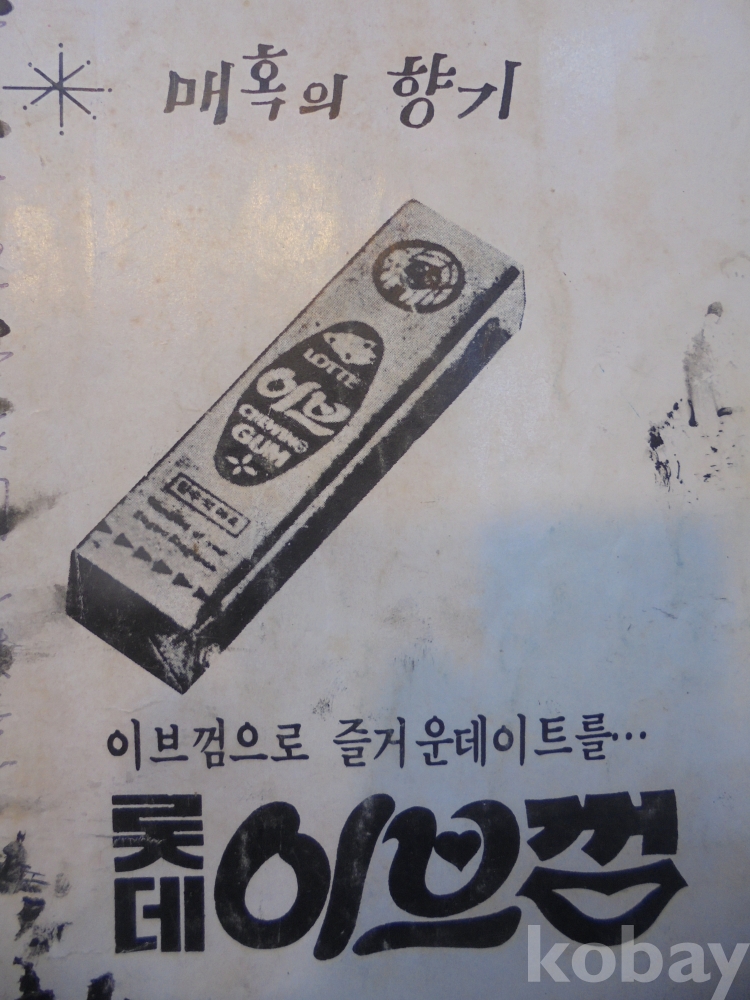 매혹의 향기
LOTTE
이브
CHEWING
GUM
이브껌으로 즐거운데이트를···
롯데 이브껌
kobay